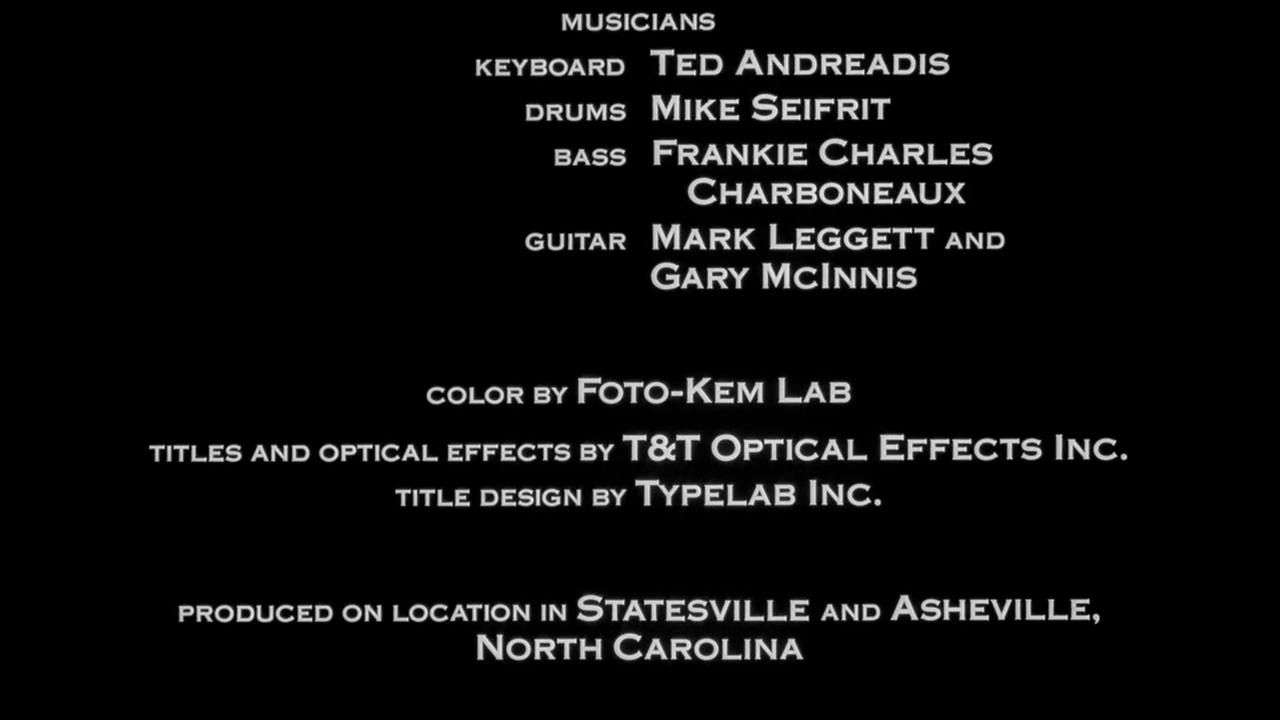 MUSICIANS
KEYBOARD TED ANDREADIS
DRUMS MIKE SEIFRIT
BASS FRANKIE CHARLES
CHARBONEAUX
GUITAR MARK LEGGETT AND
GARY MCINNIS
COLOR BY FOTO-KEM LAB
TITLES AND OPTICAL EFFECTS BY T&T OPTICAL EFFECTS INC.
TITLE DESIGN BY TYPELAB INC.
PRODUCED ON LOCATION IN STATESVILLE AND ASHEVILLE,
NORTH CAROLINA